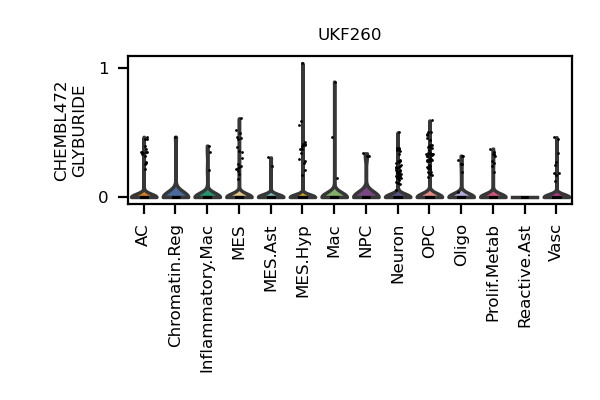 UKF260
CHEMBL472
GLYBURIDE
1
0
AC
Chromatin.Reg
Inflammatory.Mac
MES
MES.Ast
MES.Hyp
Mac
NPC
Neuron
OPC
Oligo
Prolif.Metab
Reactive.Ast
Vasc